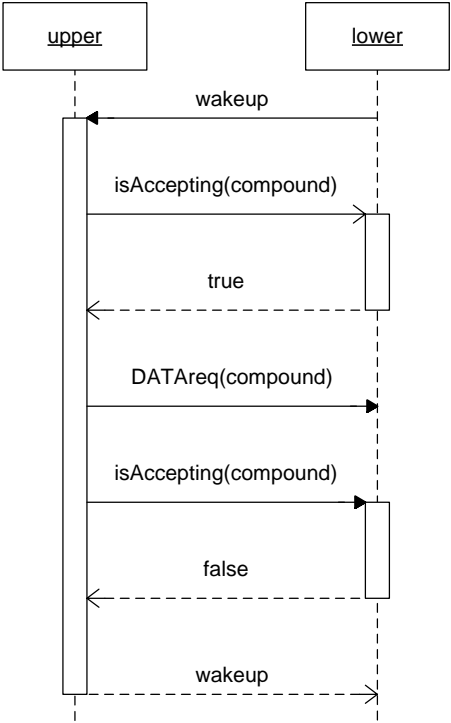 upper
lower
wakeup
isAccepting(compound)
true
DATAreq(compound)
isAccepting(compound)
false
wakeup